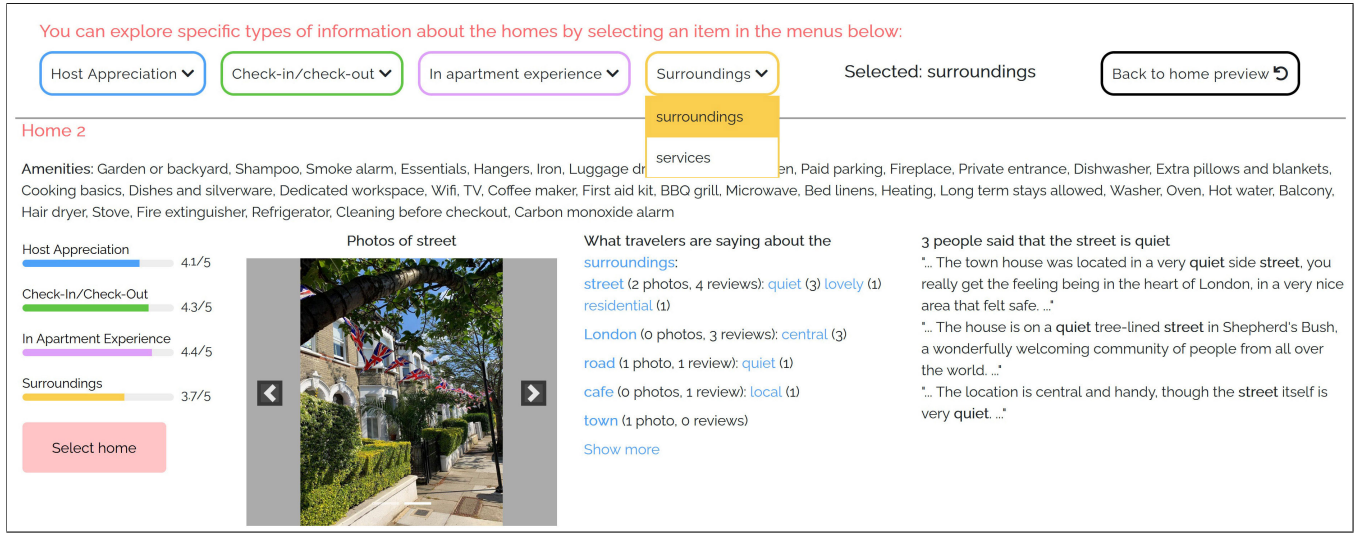 You can explore specific types of information about the homes by selecting an item in the menus below:
Host Appreciation
Check-in/check-out
In apartment experience
Surroundings
Selected: surroundings
Back to home preview
surroundings
services
Home 2
Amenities: Garden or backyard, Shampoo, Smoke alarm, Essentials, Hangers, Iron, Luggage dr en, Paid parking, Fireplace, Private entrance, Dishwasher, Extra pillows and blankets,
Cooking basics, Dishes and silverware, Dedicated workspace, Wifi, TV, Coffee maker, First aid kit, BBQ grill, Microwave, Bed linens, Heating, Long term stays allowed, Washer, Oven, Hot water, Balcony,
Hair dryer, Stove, Fire extinguisher, Refrigerator, Cleaning before checkout, Carbon monoxide alarm
Host Appreciation
4.1/5
Check-In/Check-Out
4.3/5
In Apartment Experience
4.4/5
Surroundings
3.7/5
Select home
Photos of street
What travelers are saying about the
surroundings:
street (2 photos, 4 reviews): quiet (3) lovely (1)
residential (1)
London (0 photos, 3 reviews): central (3)
road (1 photo, 1 review): quiet (1)
cafe (0 photos, 1 review): local (1)
town (1 photo, 0 reviews)
Show more
3 people said that the street is quiet
"... The town house was located in a very quiet side street, you
really get the feeling being in the heart of London, in a very nice
area that felt safe. ..."
"... The house is on a quiet tree-lined street in Shepherd's Bush,
a wonderfully welcoming community of people from all over
the world. ..."
"... The location is central and handy, though the street itself is
very quiet. ..."